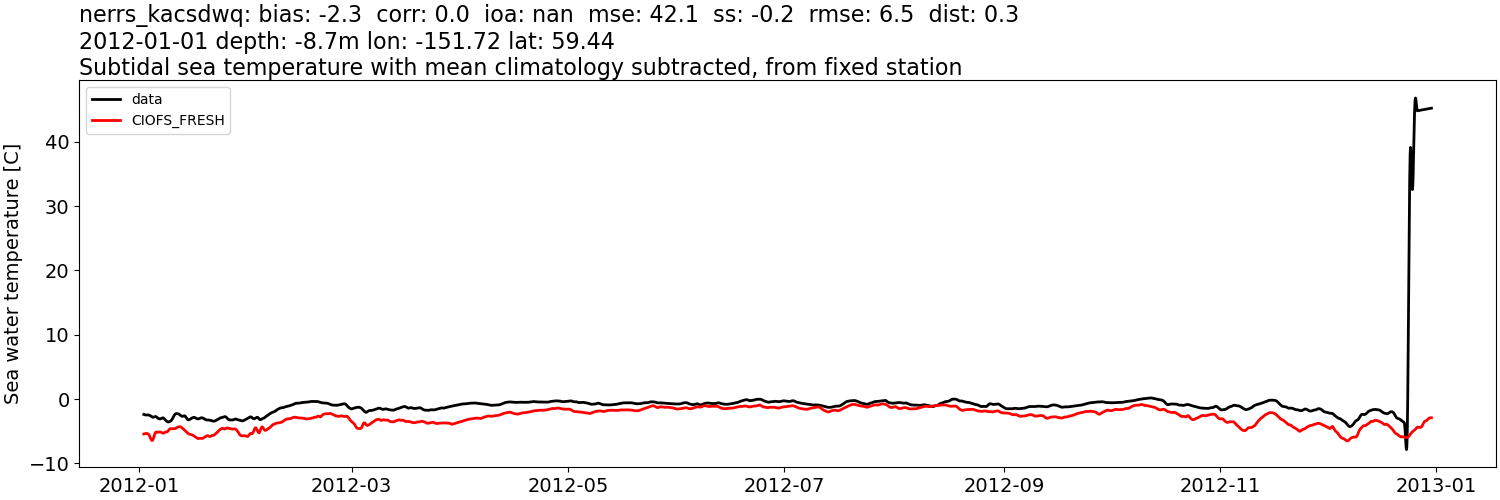 nerrs_kacsdwq: bias: -2.3  corr: 0.0  ioa: nan  mse: 42.1  ss: -0.2  rmse: 6.5  dist: 0.3
2012-01-01 depth: -8.7m lon: -151.72 lat: 59.44
Subtidal sea temperature with mean climatology subtracted, from fixed station
data
CIOFS_FRESH
Sea water temperature [C]
40
30
20
10
0
−10
2012-01
2012-03
2012-05
2012-07
2012-09
2012-11
2013-01